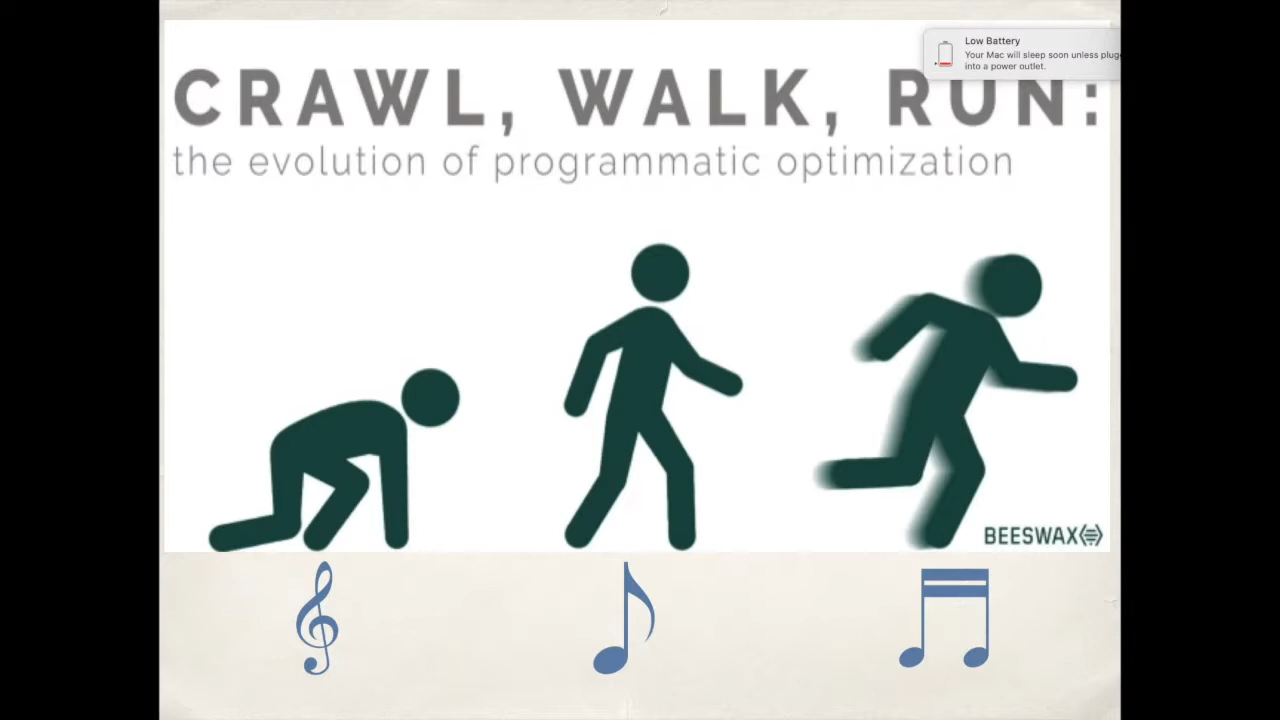 Low Battery
Your Mac will sleep soon unless
into a power outlet.
CRAWL, WALK, RUN:
the evolution of programmatic optimization
BEESWAX